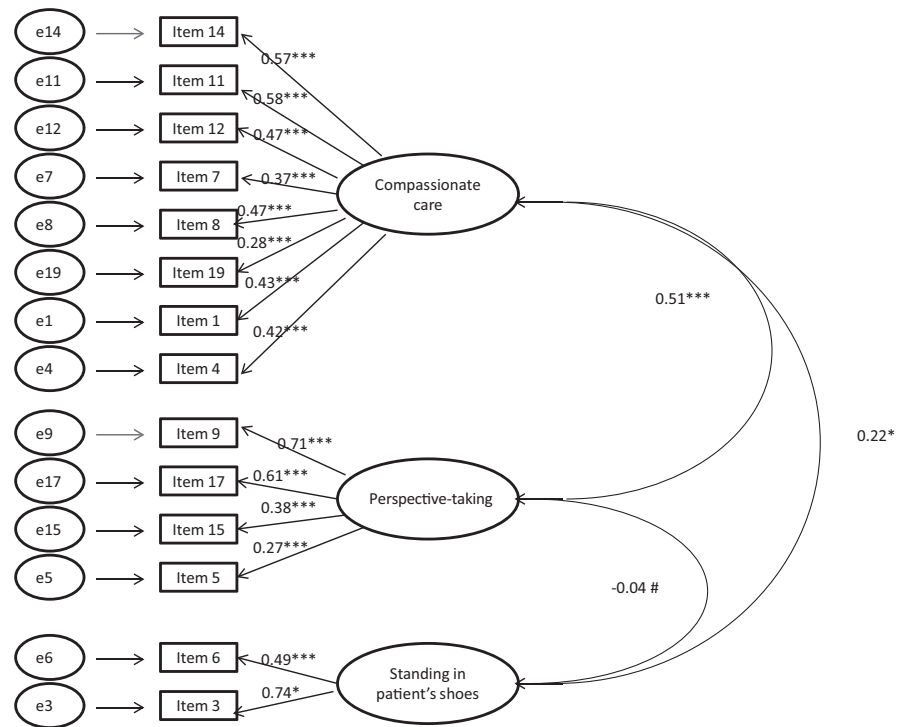 e14 Item 14
0.57***
e11 Item 11
0.58***
e12 Item 12
0.47***
e7 Item 7
0.37***
Compassionate
care
e8 Item 8
0.47***
0.28***
e19 Item 19
0.43***
0.51***
e1 Item 1
0.42***
e4 Item 4
e9 Item 9
0.71***
0.22*
e17 Item 17
0.61***
Perspective-taking
0.38***
e15 Item 15
0.27***
e5 Item 5
-0.04 #
e6 Item 6
0.49***
Standing in
patient's shoes
0.74*
e3 Item 3